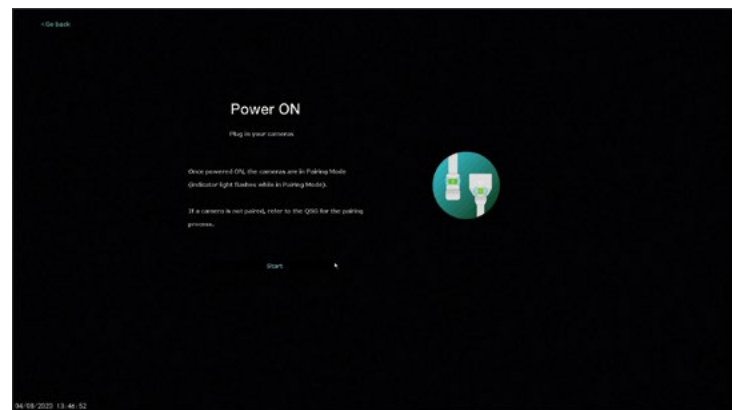 <Go back
Power ON
Plug in your cameras
Once powered ON, the cameras are in Pairing Mode
(indicator light flashes while in Pairing Mode).
If a camera is not paired, refer to the QSG for the pairing
process.
Start
04/03/2020 13:46:52